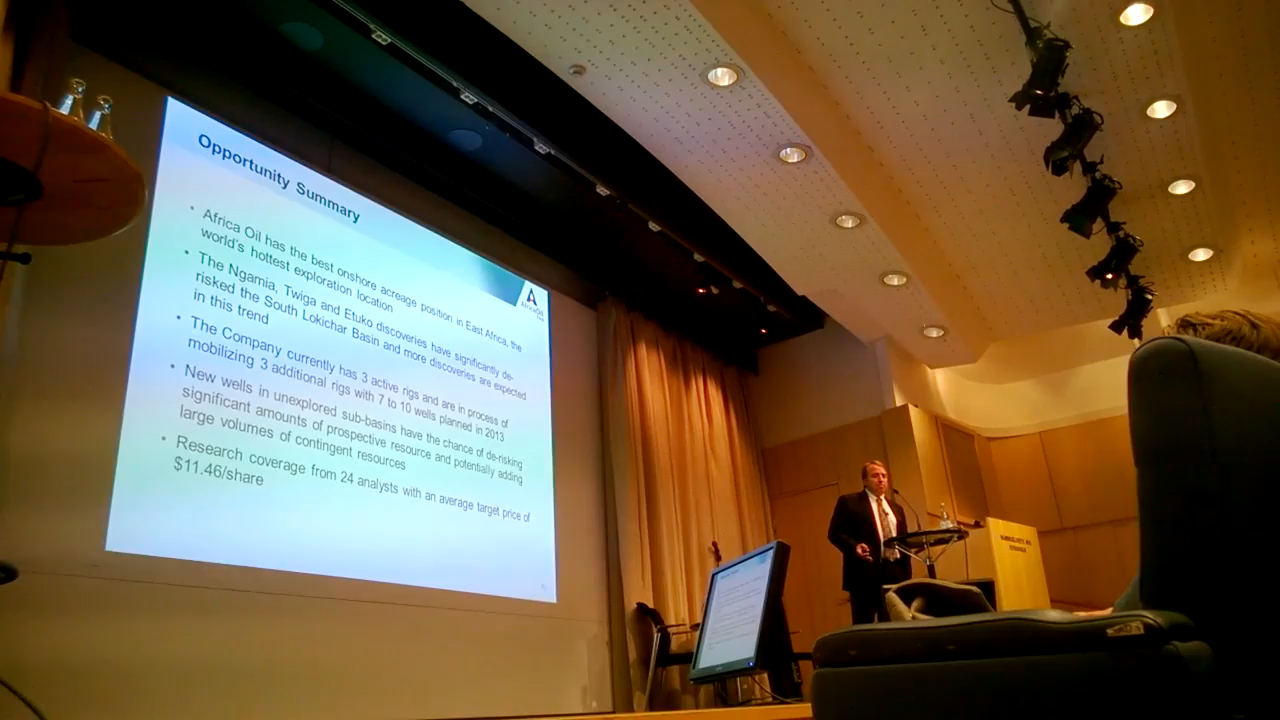 Opportunity Summary
• Africa Oil has the best onshore acreage position in East Africa, the
world's hottest exploration location
• The Ngamia, Twiga and Etuko discoveries have significantly de-
risked the South Lokichar Basin and more discoveries are expected
in this trend
• The Company currently has 3 active rigs and are in process of
mobilizing 3 additional rigs with 7 to 10 wells planned in 2013
• New wells in unexplored sub-basins have the chance of de-risking
significant amounts of prospective resource and potentially adding
large volumes of contingent resources
• Research coverage from 24 analysts with an average target price of
$11.46/share
AfricaOil